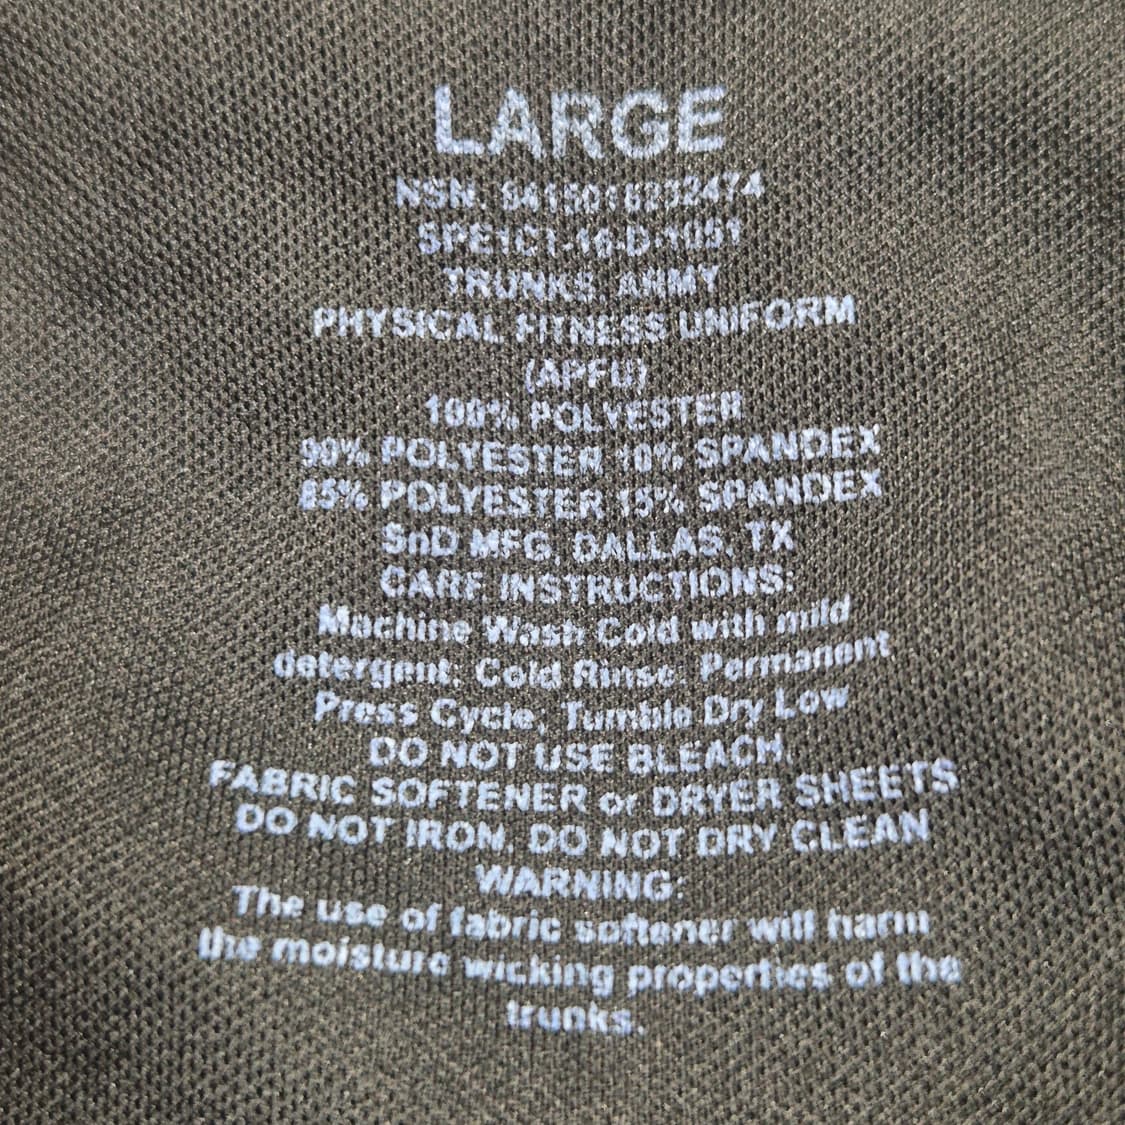 LARGE
NSN.
SPE1C1-16-D-1051
TRUNKS, ARMY
PHYSICAL FITNESS UNIFORM
(APFU)
100% POLYESTER
90% POLYESTER 10% SPANDEX
85% POLYESTER 15% SPANDEX
SnD MFG, DALLAS, TX
CARE INSTRUCTIONS:
Machine Wash Cold with mild
detergent; Cold Rinse, Permanent
Press Cycle, Tumble Dry Low
DO NOT USE BLEACH,
FABRIC SOFTENER or DRYER SHEETS
DO NOT IRON, DO NOT DRY CLEAN
WARNING:
The use of fabric softener will harm
the moisture wicking properties of the
trunks.